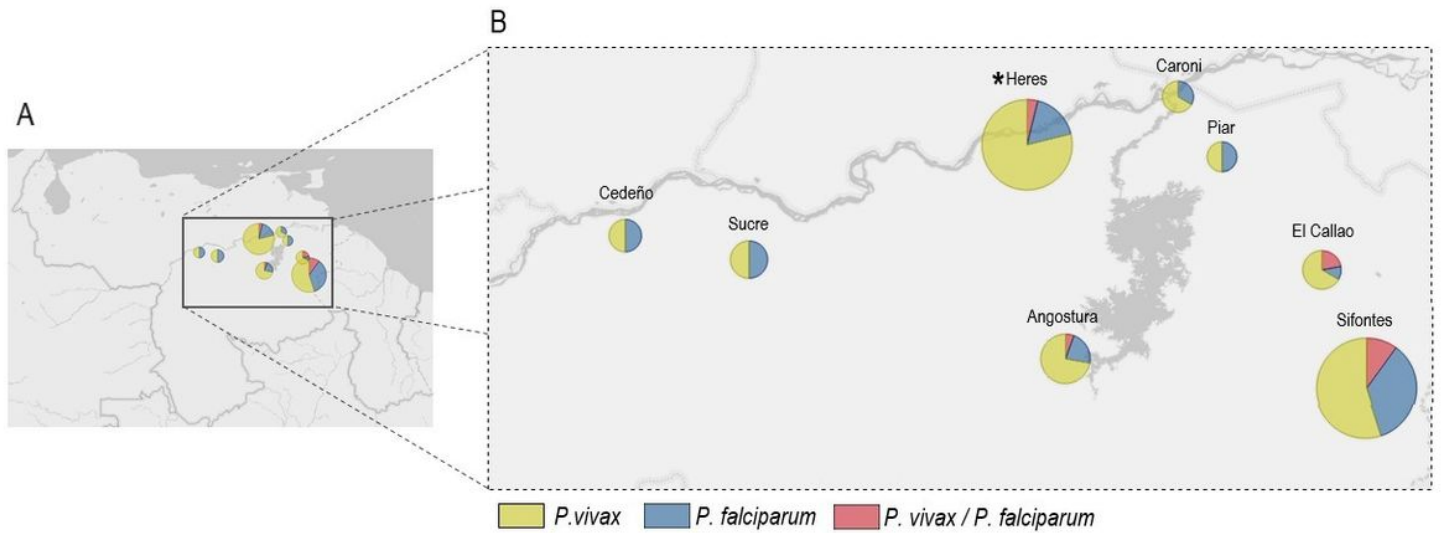 A
B
*Heres
Caroni
Piar
Cedeño
Sucre
El Callao
Angostura
Sifontes
P.vivax
P. falciparum
P. vivax / P. falciparum